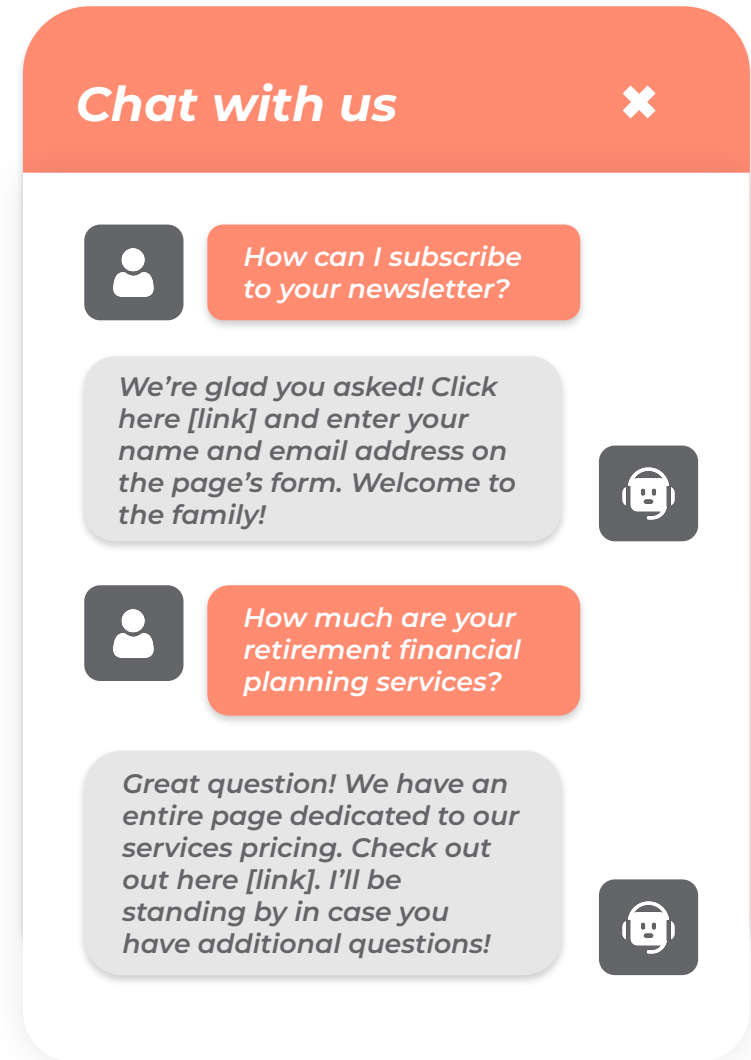 Chat with us
How can I subscribe
to your newsletter?
We’re glad you asked! Click
here [link] and enter your
name and email address on
the page’s form. Welcome to
the family!
How much are your
retirement financial
planning services?
Great question! We have an
entire page dedicated to our
services pricing. Check out
out here [link]. I’ll be
standing by in case you
have additional questions!